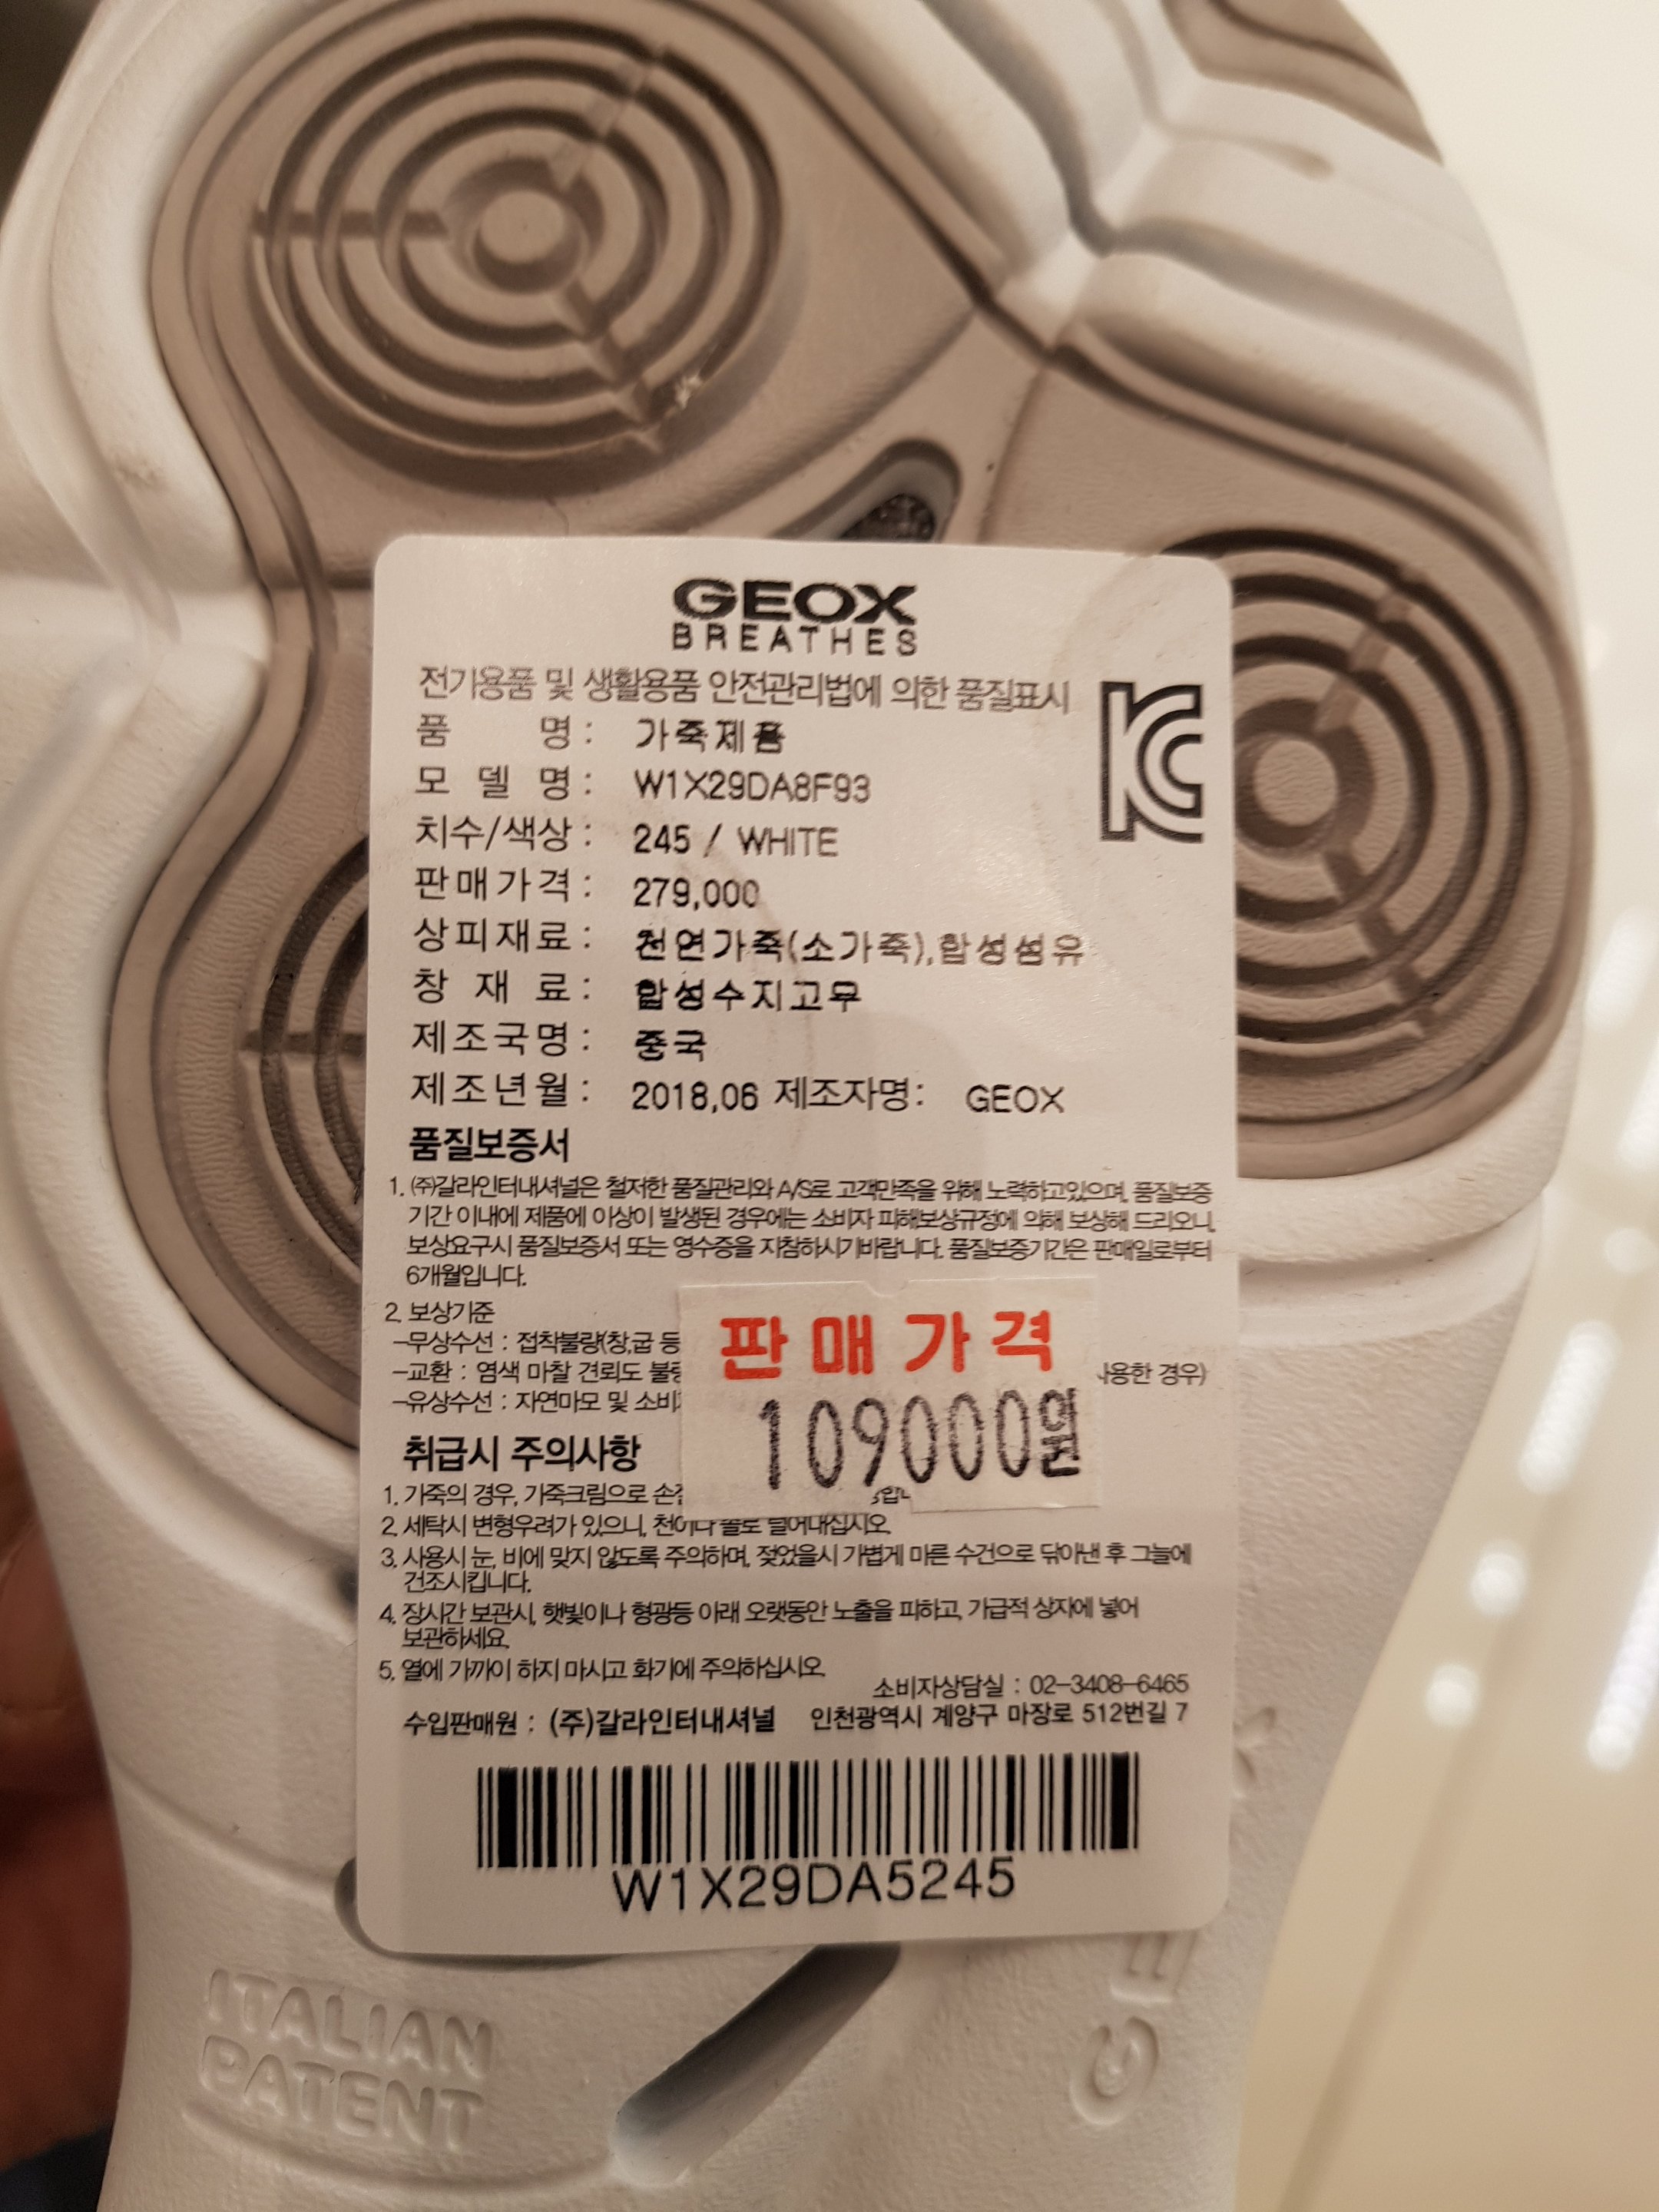 GEOX
BREATHES
전기용품 및 생활용품 안전관리법에 의한 품질표시
품 명 : 가죽제품
모 델 명 : W1X29DA8F93
치수/색상 : 245 / WHITE
판매가격 : 279,000
상피재료 : 천연가죽(소가죽),합성섬유
창 재 료 : 합성수지고무
제조국명 : 중국
제조년월 : 2018.06 제조자명: GEOX
품질보증서
1. (주)갈라인터내셔널은 철저한 품질관리와 A/S로 고객만족을 위해 노력하고있으며, 품질보증
기간 이내에 제품에 이상이 발생된 경우에는 소비자 피해보상규정에 의해 보상해 드리오니,
보상요구시 품질보증서 또는 영수증을 지참하시기바랍니다. 품질보증기간은 판매일로부터
6개월입니다.
2. 보상기준
-무상수선 : 접착불량(창,굽 등
-교환 : 염색 마찰 견뢰도 경우)
-유상수선 : 자연마모 및
판매가격
109000원
취급시 주의사항
1. 가죽의 경우, 가죽크림으로
2. 세탁시 변형우려가 있으니, 천이나 솔로 털어내십시오.
3. 사용시 눈, 비에 맞지 않도록 주의하며, 젖었을시 가볍게 마른 수건으로 닦아낸 후 그늘에
건조시킵니다.
4. 장시간 보관시, 햇빛이나 형광등 아래 오랫동안 노출을 피하고, 가급적 상자에 넣어
보관하세요.
5. 열에 가까이 하지 마시고 화기에 주의하십시오.
소비자상담실 : 02-3408-6465
수입판매원 : (주)갈라인터내셔널 인천광역시 계양구 마장로 512번길 7
W1X29DA5245
ITALIAN
PATENT